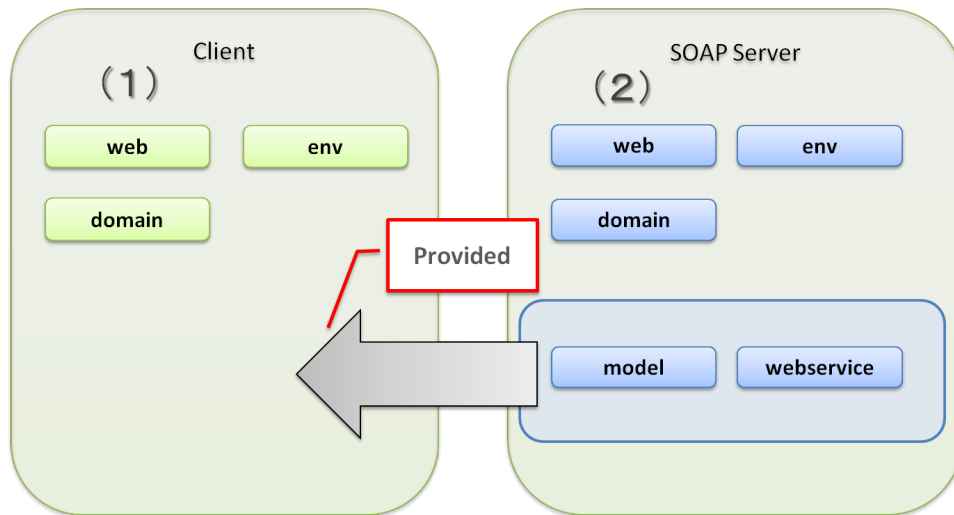 Client
（1）
web
env
domain
Provided
SOAP Server
（2）
web
env
domain
model
webservice